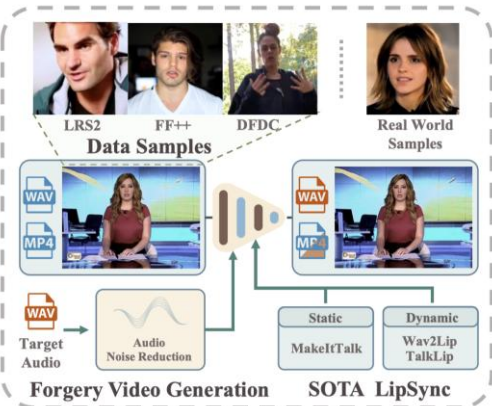 LRS2 FF++ DFDC Real World
Samples
Data Samples
WAV
MP4
WAV
MP4
WAV
Target
Audio
Audio
Noise Reduction
Static
MakeItTalk
Dynamic
Wav2Lip
TalkLip
Forgery Video Generation
SOTA LipSync